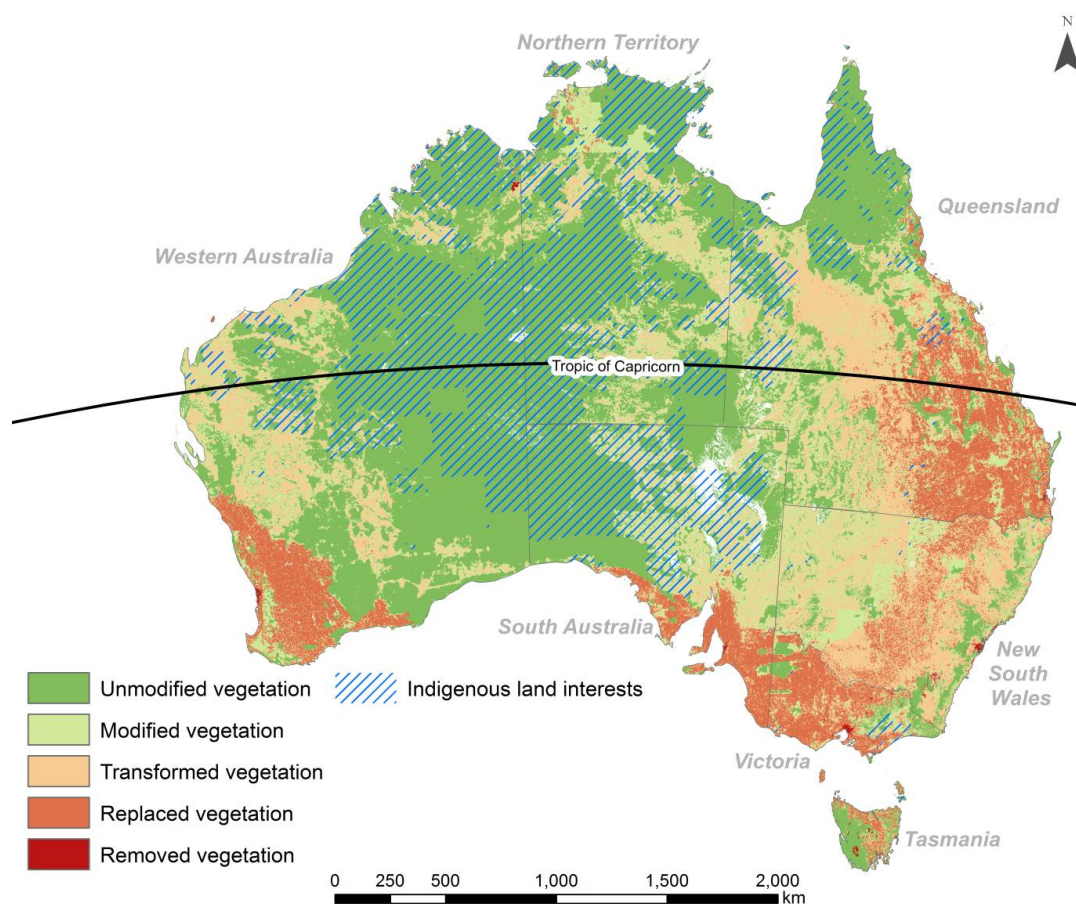 N
Northern Territory
Queensland
Western Australia
Tropic of Capricorn
South Australia
New
South
Wales
Victoria
Tasmania
Unmodified vegetation
Indigenous land interests
Modified vegetation
Transformed vegetation
Replaced vegetation
Removed vegetation
0 250 500 1,000 1,500 2,000
km